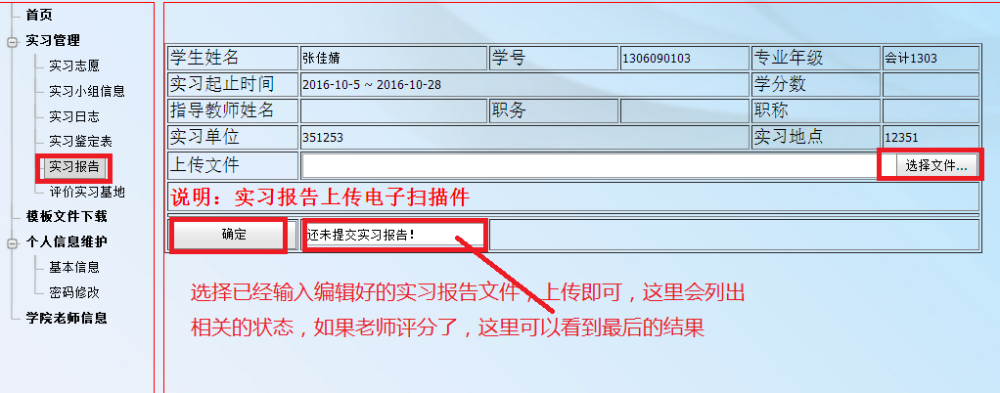 首页
实习管理
实习志愿
实习小组信息
实习日志
实习鉴定表
实习报告
评价实习基地
模板文件下载
个人信息维护
基本信息
密码修改
学院老师信息
学生姓名 张佳婧 学号 1306090103 专业年级 会计1303
实习起止时间 2016-10-5 ~ 2016-10-28 学分数
指导教师姓名 职务 职称
实习单位 351253 实习地点 12351
上传文件 选择文件...
说明：实习报告上传电子扫描件
确定 还未提交实习报告！
选择已经输入编辑好的实习报告文件，上传即可，这里会列出
相关的状态，如果老师评分了，这里可以看到最后的结果